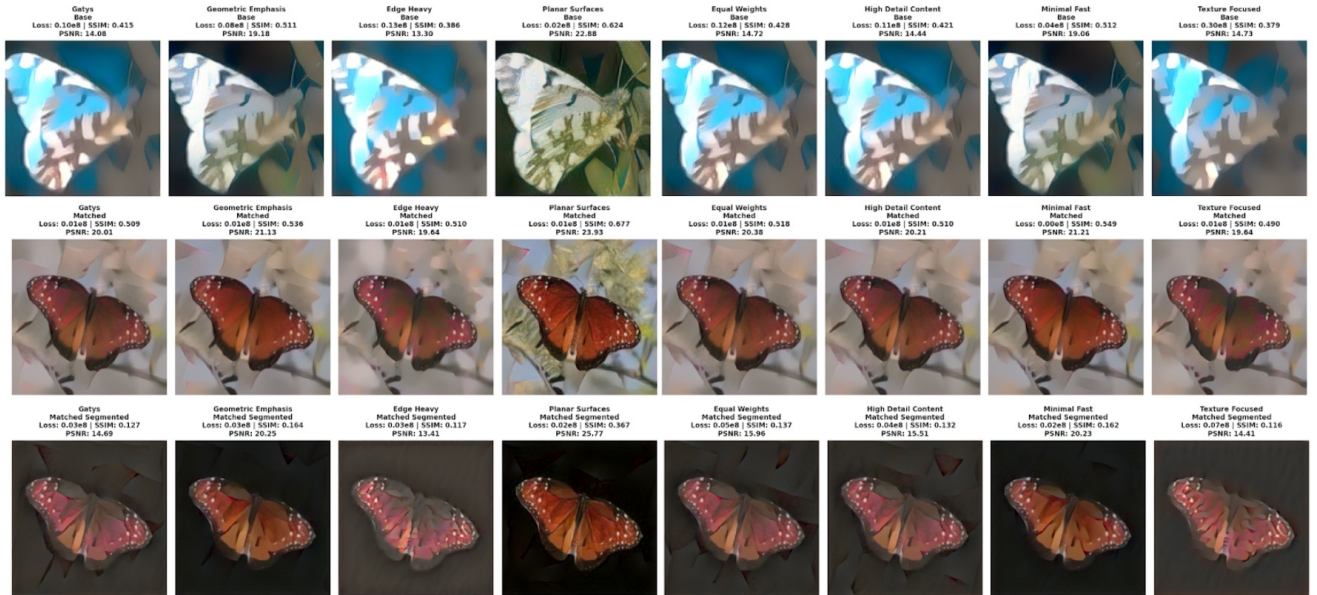 Gatys
Base
Loss: 0.10e8 | SSIM: 0.415
PSNR: 14.08
Geometric Emphasis
Base
Loss: 0.08e8 | SSIM: 0.511
PSNR: 19.18
Edge Heavy
Base
Loss: 0.13e8 | SSIM: 0.386
PSNR: 13.30
Planar Surfaces
Base
Loss: 0.02e8 | SSIM: 0.624
PSNR: 22.88
Equal Weights
Base
Loss: 0.12e8 | SSIM: 0.428
PSNR: 14.72
High Detail Content
Base
Loss: 0.11e8 | SSIM: 0.421
PSNR: 14.44
Minimal Fast
Base
Loss: 0.04e8 | SSIM: 0.512
PSNR: 19.06
Texture Focused
Base
Loss: 0.30e8 | SSIM: 0.379
PSNR: 14.73
Gatys
Matched
Loss: 0.01e8 | SSIM: 0.509
PSNR: 20.01
Geometric Emphasis
Matched
Loss: 0.01e8 | SSIM: 0.536
PSNR: 21.13
Edge Heavy
Matched
Loss: 0.01e8 | SSIM: 0.510
PSNR: 19.64
Planar Surfaces
Matched
Loss: 0.01e8 | SSIM: 0.677
PSNR: 23.93
Equal Weights
Matched
Loss: 0.01e8 | SSIM: 0.518
PSNR: 20.38
High Detail Content
Matched
Loss: 0.01e8 | SSIM: 0.510
PSNR: 20.21
Minimal Fast
Matched
Loss: 0.00e8 | SSIM: 0.549
PSNR: 21.21
Texture Focused
Matched
Loss: 0.01e8 | SSIM: 0.490
PSNR: 19.64
Gatys
Matched Segmented
Loss: 0.03e8 | SSIM: 0.127
PSNR: 14.69
Geometric Emphasis
Matched Segmented
Loss: 0.03e8 | SSIM: 0.164
PSNR: 20.25
Edge Heavy
Matched Segmented
Loss: 0.03e8 | SSIM: 0.117
PSNR: 13.41
Planar Surfaces
Matched Segmented
Loss: 0.02e8 | SSIM: 0.367
PSNR: 25.77
Equal Weights
Matched Segmented
Loss: 0.05e8 | SSIM: 0.137
PSNR: 15.96
High Detail Content
Matched Segmented
Loss: 0.04e8 | SSIM: 0.132
PSNR: 15.51
Minimal Fast
Matched Segmented
Loss: 0.02e8 | SSIM: 0.162
PSNR: 20.23
Texture Focused
Matched Segmented
Loss: 0.07e8 | SSIM: 0.116
PSNR: 14.41